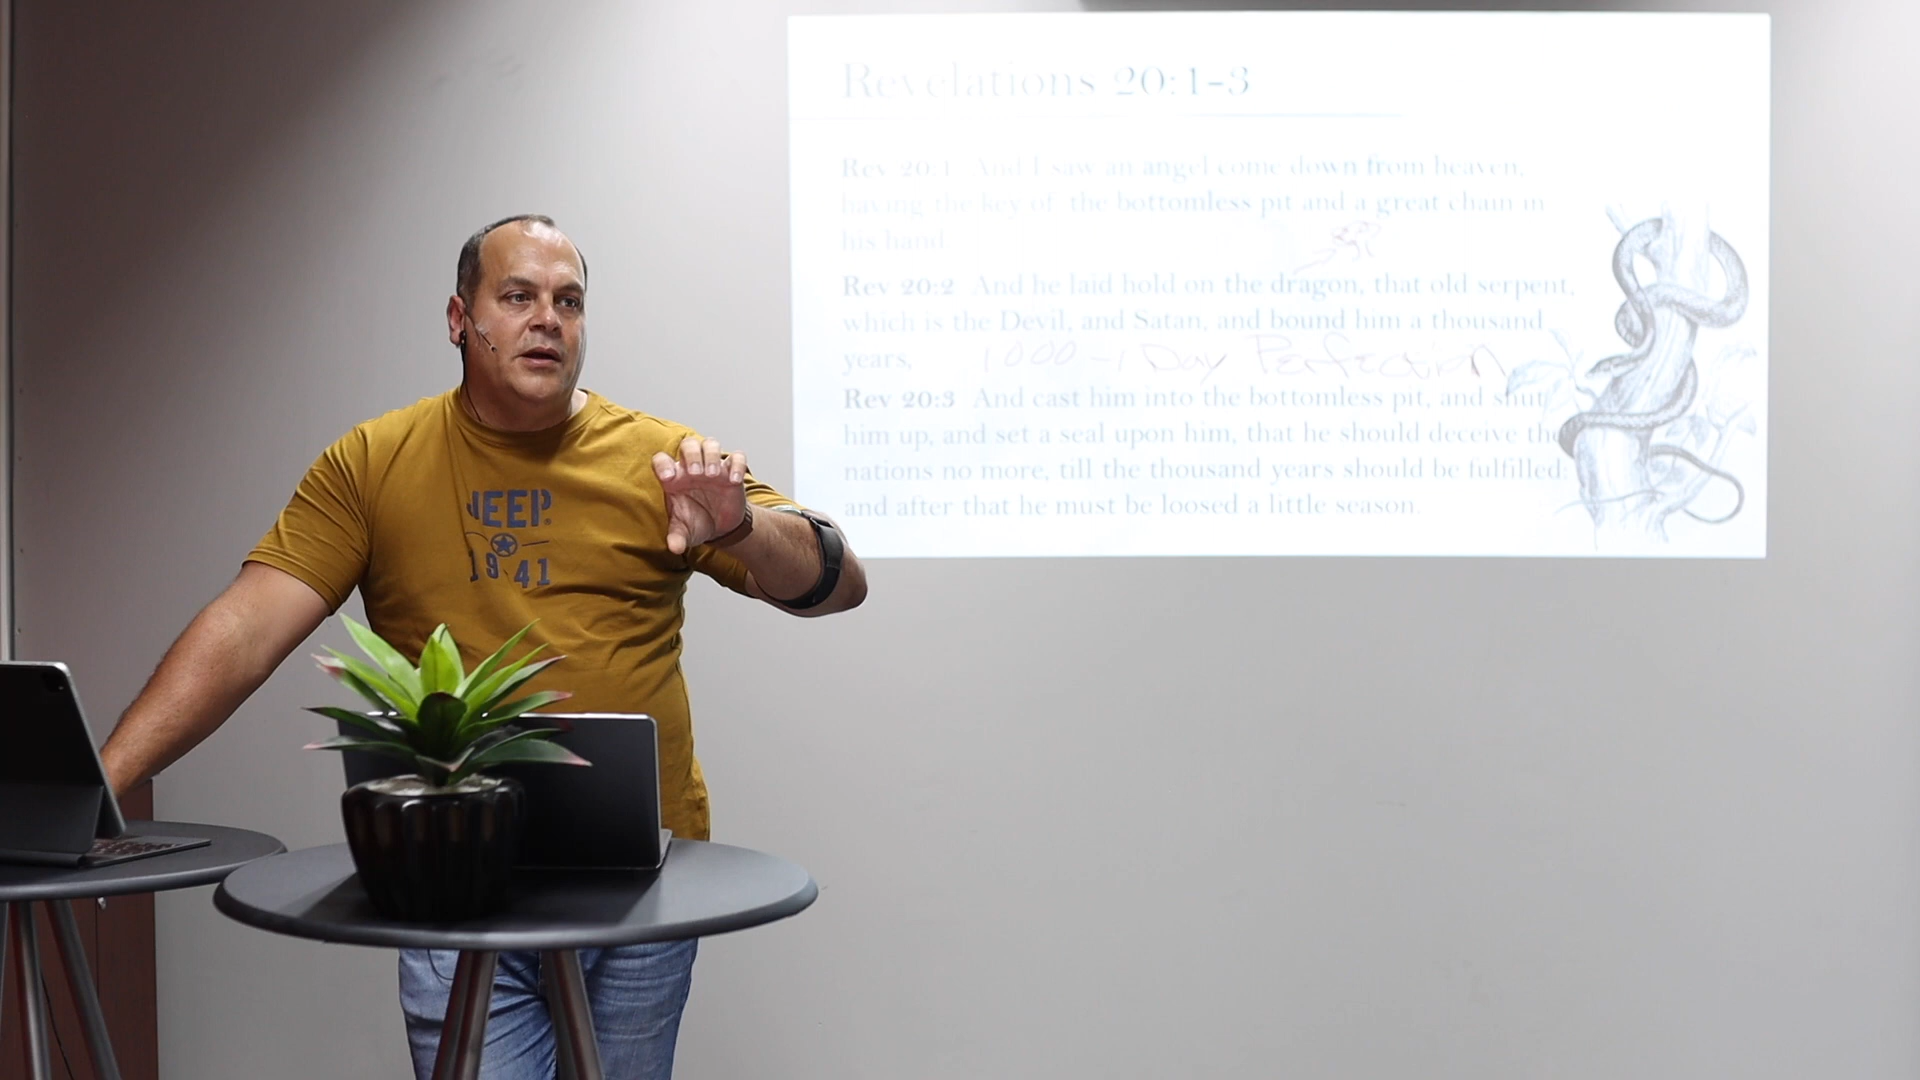 Revelations 20:1-3
Rev 20:1 And I saw an angel come down from heaven,
having the key of the bottomless pit and a great chain in
his hand.
Rev 20:2 And he laid hold on the dragon, that old serpent,
which is the Devil, and Satan, and bound him a thousand
years,
1000 - 1 Day Perfection
Rev 20:3 And cast him into the bottomless pit, and shut
him up, and set a seal upon him, that he should deceive the
nations no more, till the thousand years should be fulfilled:
and after that he must be loosed a little season.
JEEP
1941